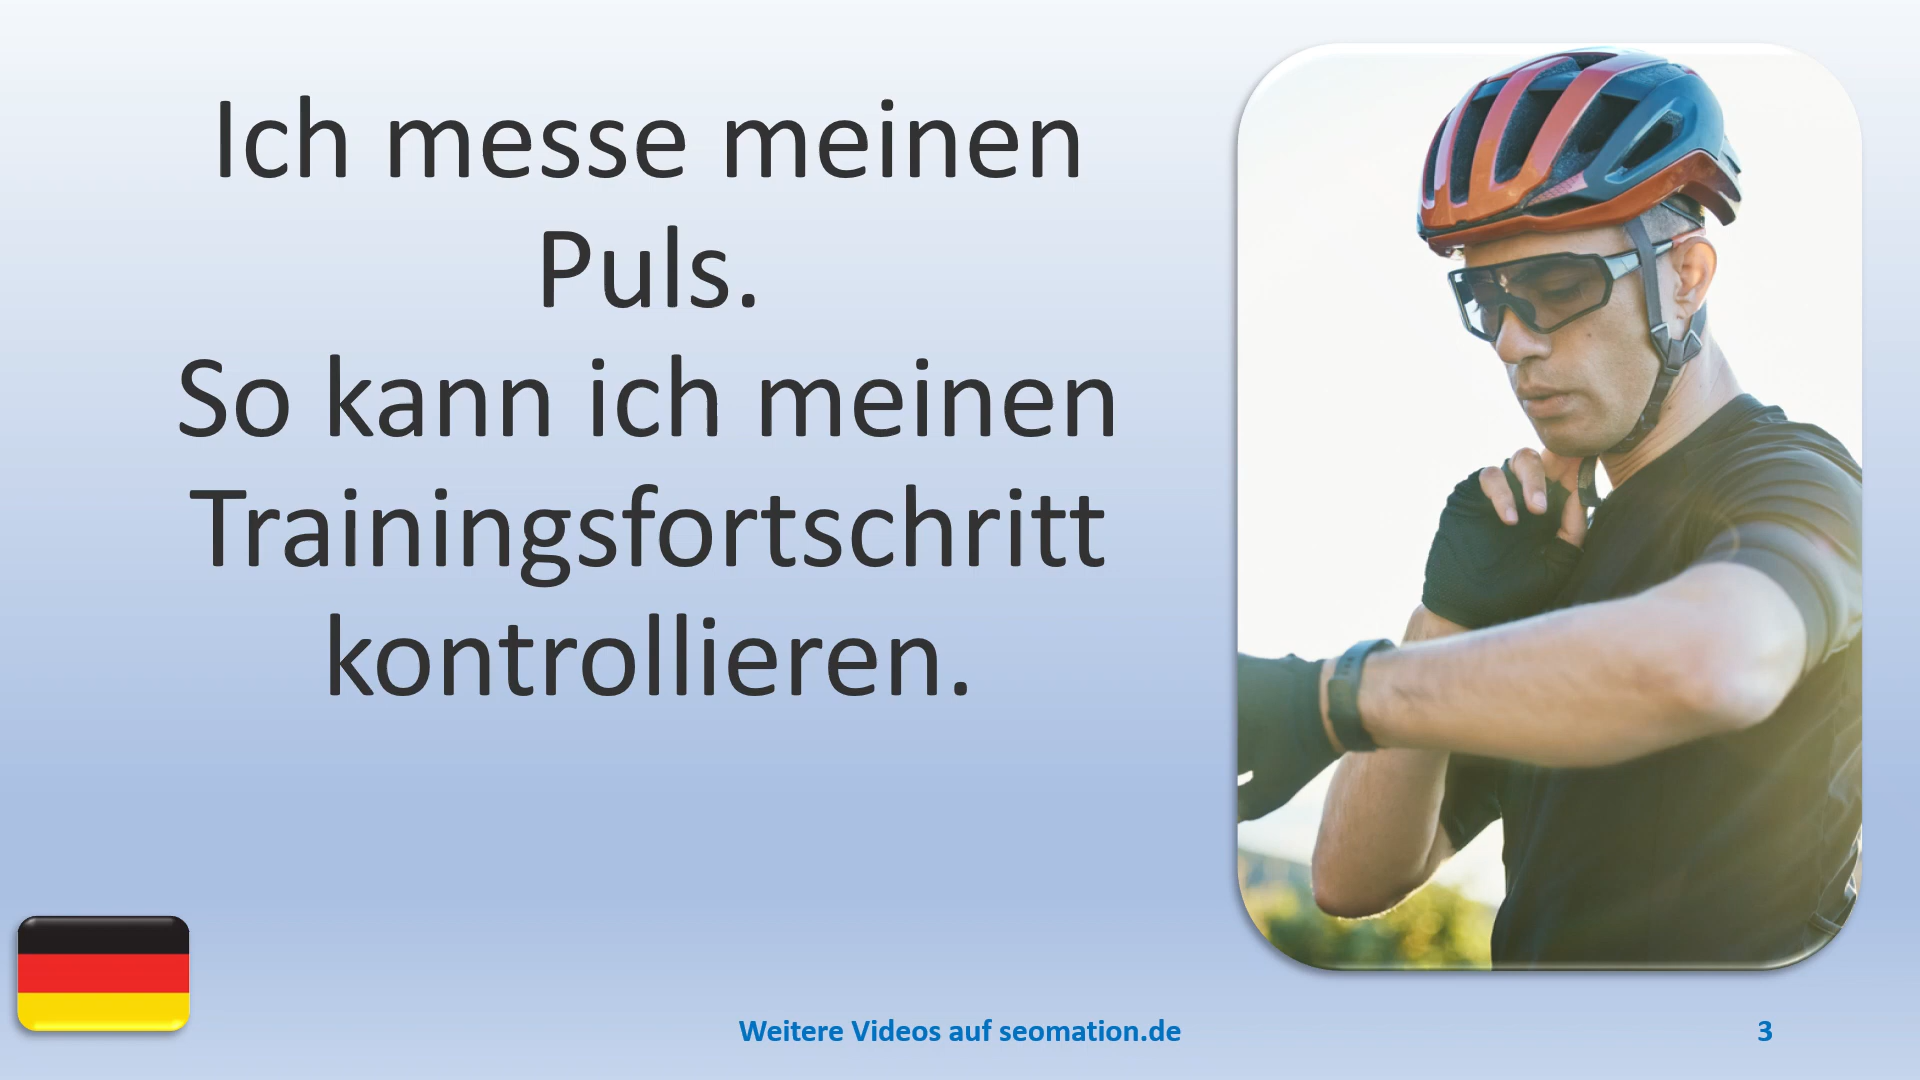 Ich messe meinen
Puls.
So kann ich meinen
Trainingsfortschritt
kontrollieren.
Weitere Videos auf seomation.de
3